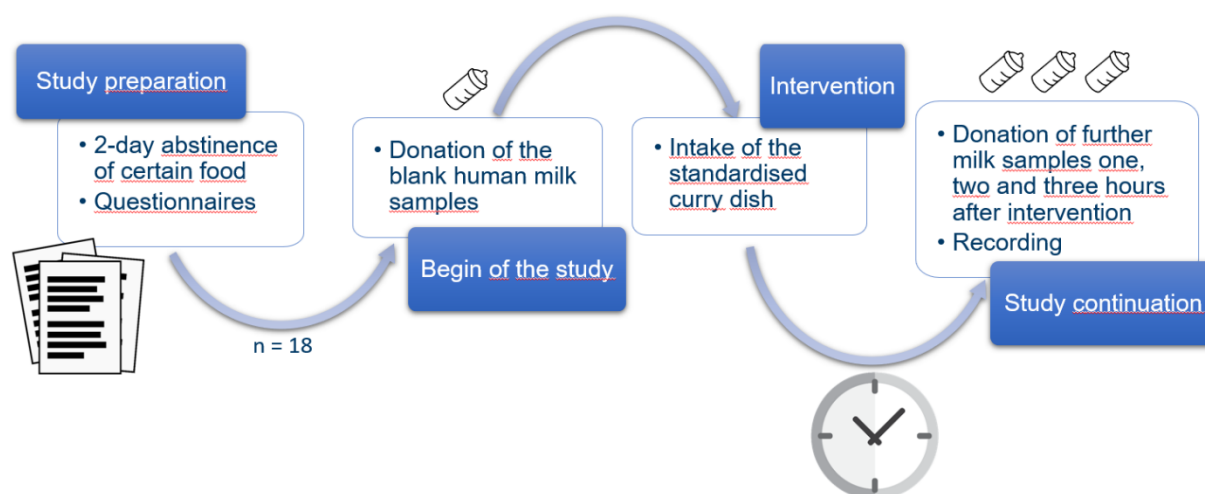 Study preparation
• 2-day abstinence
of certain food
• Questionnaires
n = 18
• Donation of the
blank human milk
samples
Begin of the study
Intervention
• Intake of the
standardised
curry dish
• Donation of further
milk samples one,
two and three hours
after intervention
• Recording
Study continuation